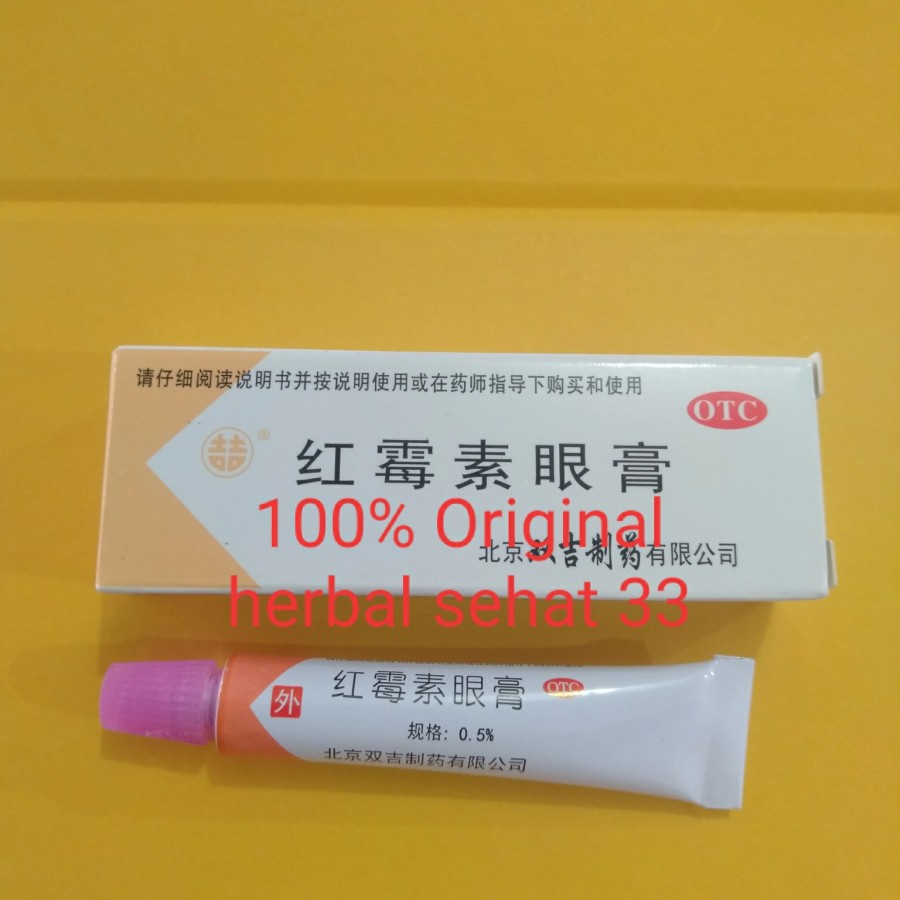 请仔细阅读说明书并按说明使用或在药师指导下购买和使用
OTC
喆®
红霉素眼膏
100% Original
北京双吉制药有限公司
herbal sehat 33
外
红霉素眼膏
OTC
规格: 0.5%
北京双吉制药有限公司